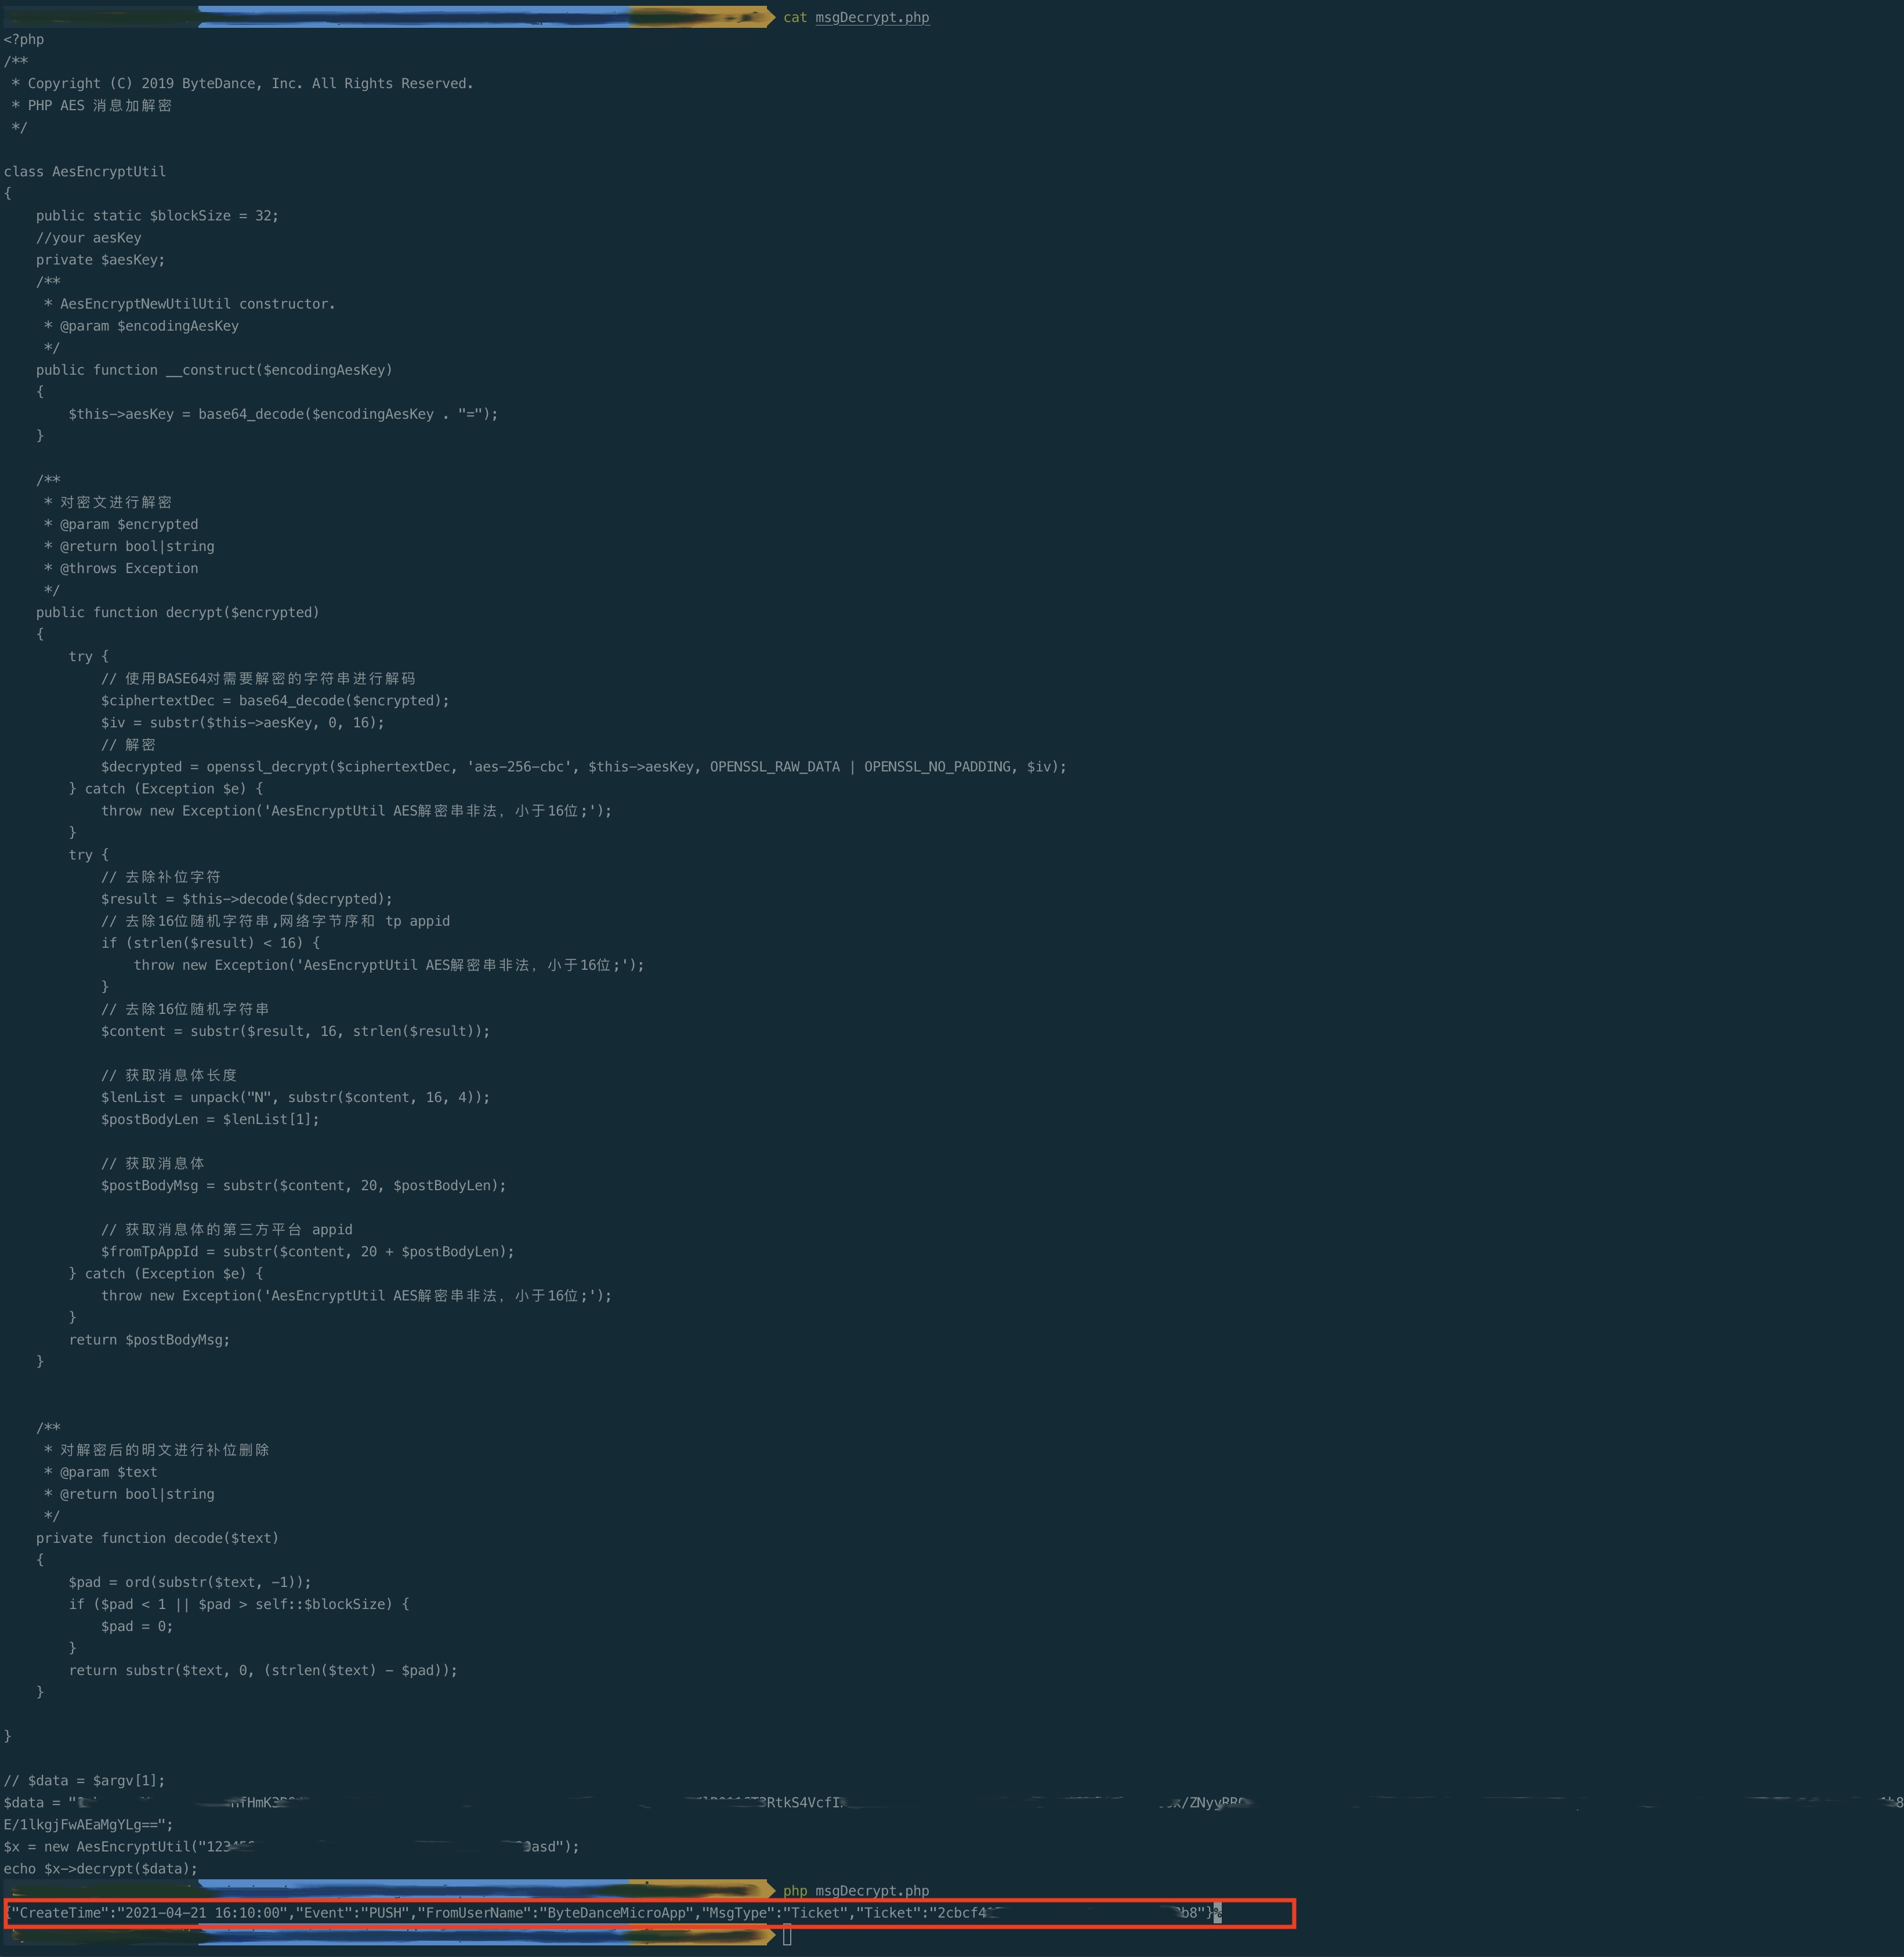 cat msgDecrypt.php
<?php
/**
 * Copyright (C) 2019 ByteDance, Inc. All Rights Reserved.
 * PHP AES 消息加解密
 */
class AesEncryptUtil
{
    public static $blockSize = 32;
    //your aesKey
    private $aesKey;
    /**
     * AesEncryptNewUtilUtil constructor.
     * @param $encodingAesKey
     */
    public function __construct($encodingAesKey)
    {
        $this->aesKey = base64_decode($encodingAesKey . "=");
    }
    /**
     * 对密文进行解密
     * @param $encrypted
     * @return bool|string
     * @throws Exception
     */
    public function decrypt($encrypted)
    {
        try {
            // 使用BASE64对需要解密的字符串进行解码
            $ciphertextDec = base64_decode($encrypted);
            $iv = substr($this->aesKey, 0, 16);
            // 解密
            $decrypted = openssl_decrypt($ciphertextDec, 'aes-256-cbc', $this->aesKey, OPENSSL_RAW_DATA | OPENSSL_NO_PADDING, $iv);
        } catch (Exception $e) {
            throw new Exception('AesEncryptUtil AES解密串非法，小于16位;');
        }
        try {
            // 去除补位字符
            $result = $this->decode($decrypted);
            // 去除16位随机字符串,网络字节序和 tp appid
            if (strlen($result) < 16) {
                throw new Exception('AesEncryptUtil AES解密串非法，小于16位;');
            }
            // 去除16位随机字符串
            $content = substr($result, 16, strlen($result));
            // 获取消息体长度
            $lenList = unpack("N", substr($content, 16, 4));
            $postBodyLen = $lenList[1];
            // 获取消息体
            $postBodyMsg = substr($content, 20, $postBodyLen);
            // 获取消息体的第三方平台 appid
            $fromTpAppId = substr($content, 20 + $postBodyLen);
        } catch (Exception $e) {
            throw new Exception('AesEncryptUtil AES解密串非法，小于16位;');
        }
        return $postBodyMsg;
    }
    /**
     * 对解密后的明文进行补位删除
     * @param $text
     * @return bool|string
     */
    private function decode($text)
    {
        $pad = ord(substr($text, -1));
        if ($pad < 1 || $pad > self::$blockSize) {
            $pad = 0;
        }
        return substr($text, 0, (strlen($text) - $pad));
    }
}
// $data = $argv[1];
$data = "
E/1lkgjFwAEaMgYLg==";
$x = new AesEncryptUtil("123 asd");
echo $x->decrypt($data);
php msgDecrypt.php
{"CreateTime":"2021-04-21 16:10:00","Event":"PUSH","FromUserName":"ByteDanceMicroApp","MsgType":"Ticket","Ticket":"2cbcf4 b8"}%